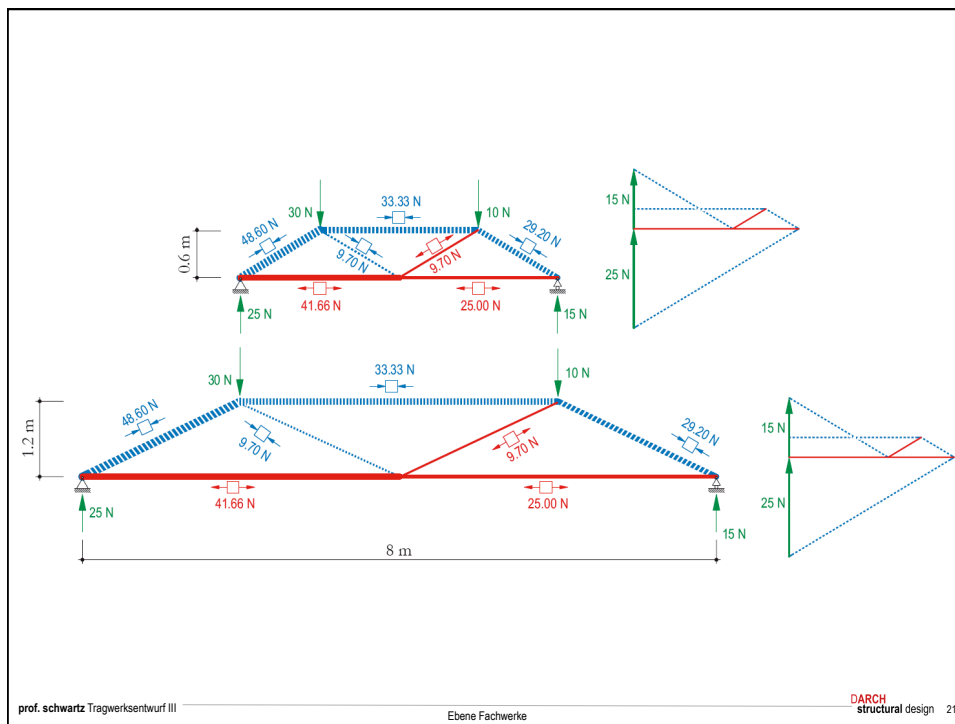 33.33 N
30 N
10 N
48.60 N
9.70 N
9.70 N
29.20 N
0.6 m
41.66 N
25.00 N
25 N
15 N
15 N
25 N
33.33 N
30 N
10 N
48.60 N
9.70 N
9.70 N
29.20 N
1.2 m
41.66 N
25.00 N
25 N
15 N
8 m
15 N
25 N
prof. schwartz Tragwerksentwurf III
Ebene Fachwerke
DARCH
structural design 21